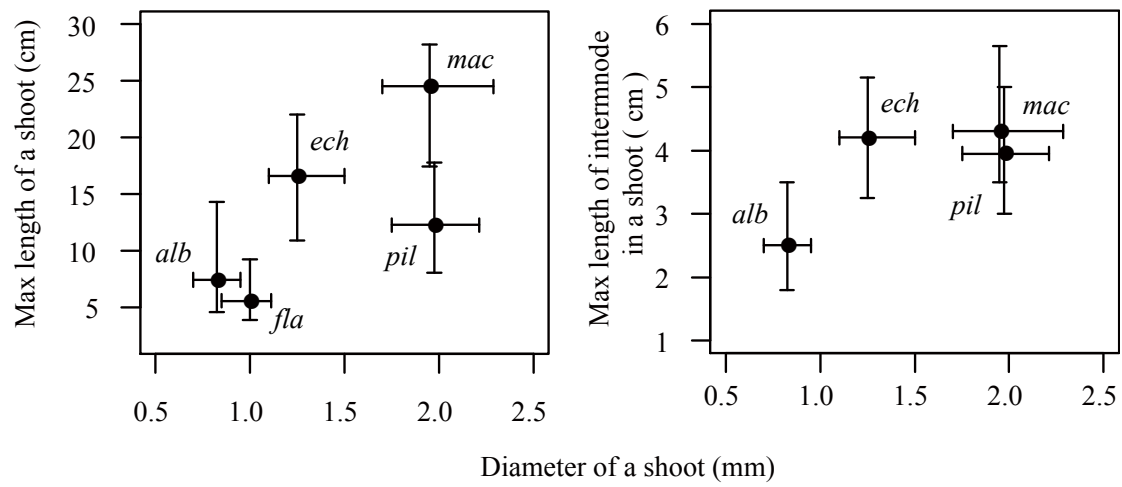 Max length of a shoot (cm)
30
25
20
15
10
5
mac
ech
alb
pil
fla
0.5 1.0 1.5 2.0 2.5
Max length of intermnode
in a shoot ( cm )
6
5
4
3
2
1
ech
mac
alb
pil
0.5 1.0 1.5 2.0 2.5
Diameter of a shoot (mm)